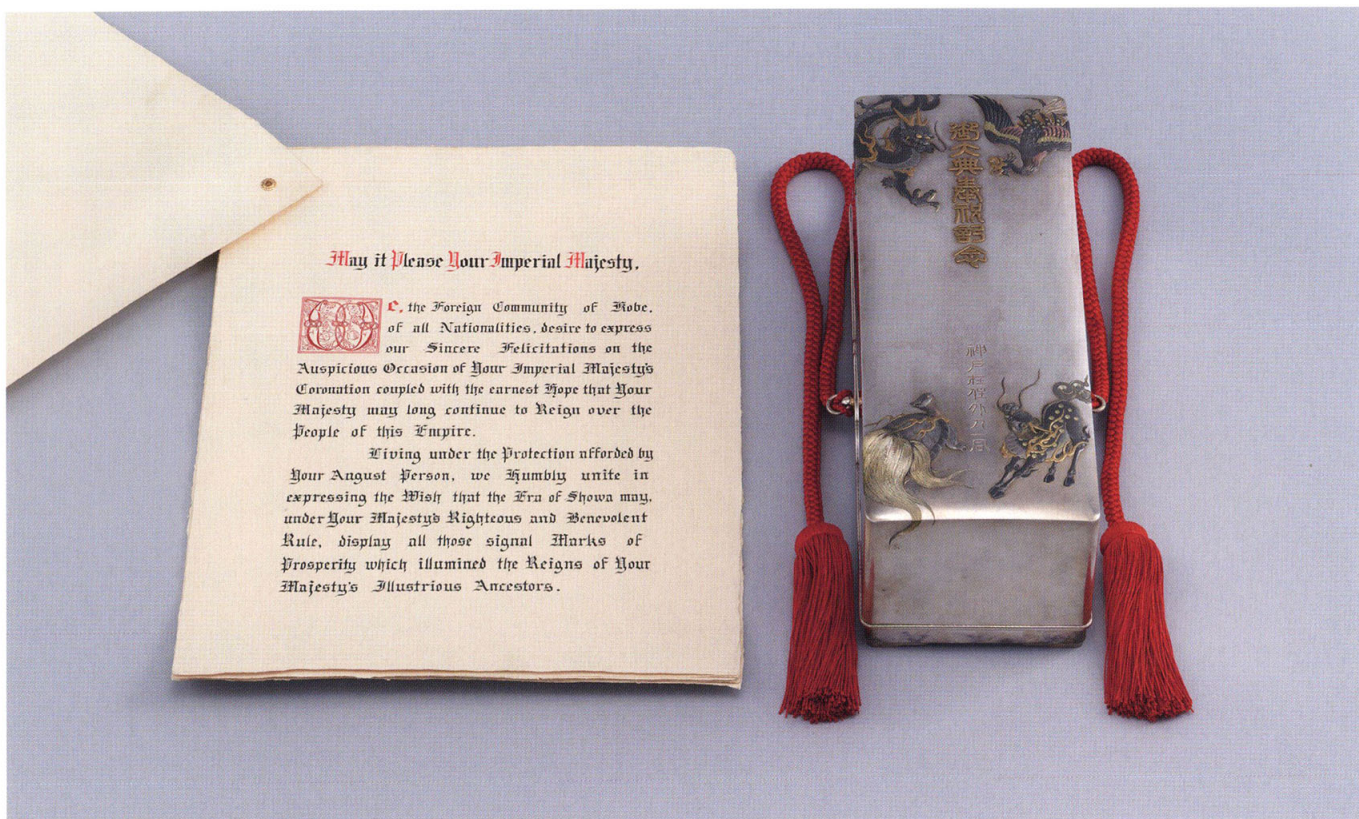 May it Please Your Imperial Majesty,
We, the Foreign Community of Kobe,
of all Nationalities, desire to express
our Sincere Felicitations on the
Auspicious Occasion of Your Imperial Majesty's
Coronation coupled with the earnest Hope that Your
Majesty may long continue to Reign over the
People of this Empire.
Living under the Protection afforded by
Your August Person, we Humbly unite in
expressing the Wish that the Era of Showa may,
under Your Majesty's Righteous and Benevolent
Rule, display all those signal Marks of
Prosperity which illumined the Reigns of Your
Majesty's Illustrious Ancestors.
御大典奉祝記念
神戸在留外人一同